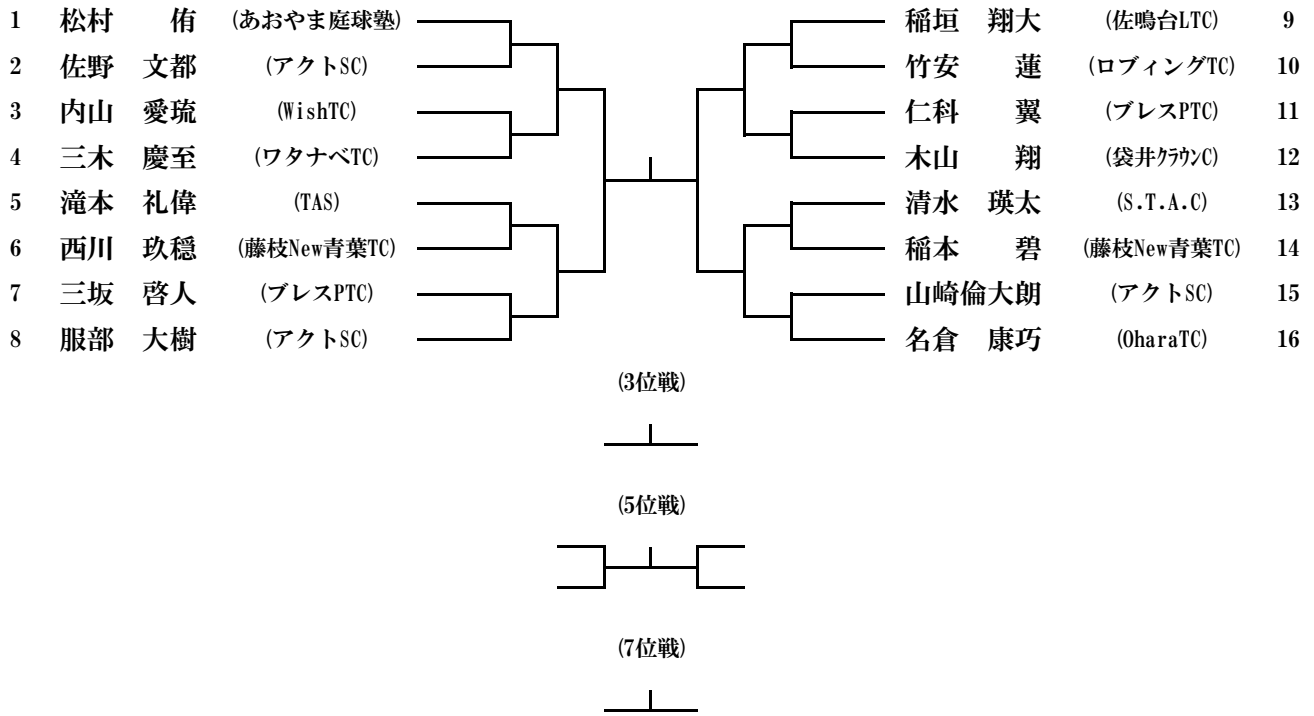 1 松村 侑 (あおやま庭球塾) 稲垣 翔大 (佐鳴台LTC) 9
2 佐野 文都 (アクトSC) 竹安 蓮 (ロブィングTC) 10
3 内山 愛琉 (WishTC) 仁科 翼 (ブレスPTC) 11
4 三木 慶至 (ワタナベTC) 木山 翔 (袋井クラウンC) 12
5 滝本 礼偉 (TAS) 清水 瑛太 (S.T.A.C) 13
6 西川 玖穏 (藤枝New青葉TC) 稲本 碧 (藤枝New青葉TC) 14
7 三坂 啓人 (ブレスPTC) 山崎倫大朗 (アクトSC) 15
8 服部 大樹 (アクトSC) 名倉 康巧 (OharaTC) 16
(3位戦)
(5位戦)
(7位戦)